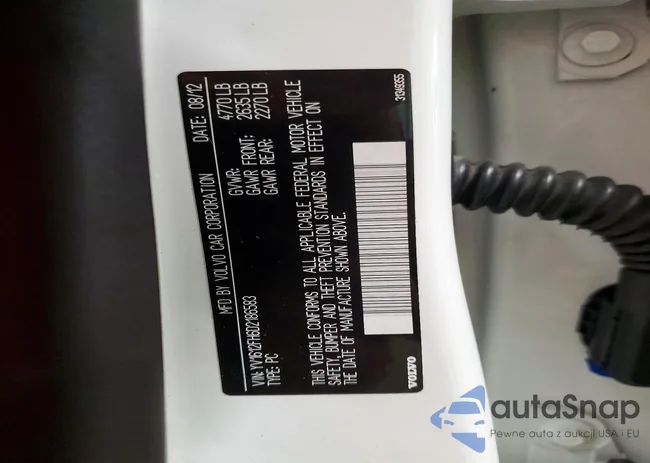 MFD BY VOLVO CAR CORPORATION DATE: 08/12
GVWR: 4770 LB
GAWR FRONT: 2635 LB
GAWR REAR: 2270 LB
VIN: YV1612FH6D2186583
TYPE: PC
THIS VEHICLE CONFORMS TO ALL APPLICABLE FEDERAL MOTOR VEHICLE
SAFETY, BUMPER AND THEFT PREVENTION STANDARDS IN EFFECT ON
THE DATE OF MANUFACTURE SHOWN ABOVE.
VOLVO
31349355
autaSnap
Pewne auta z aukcji USA i EU